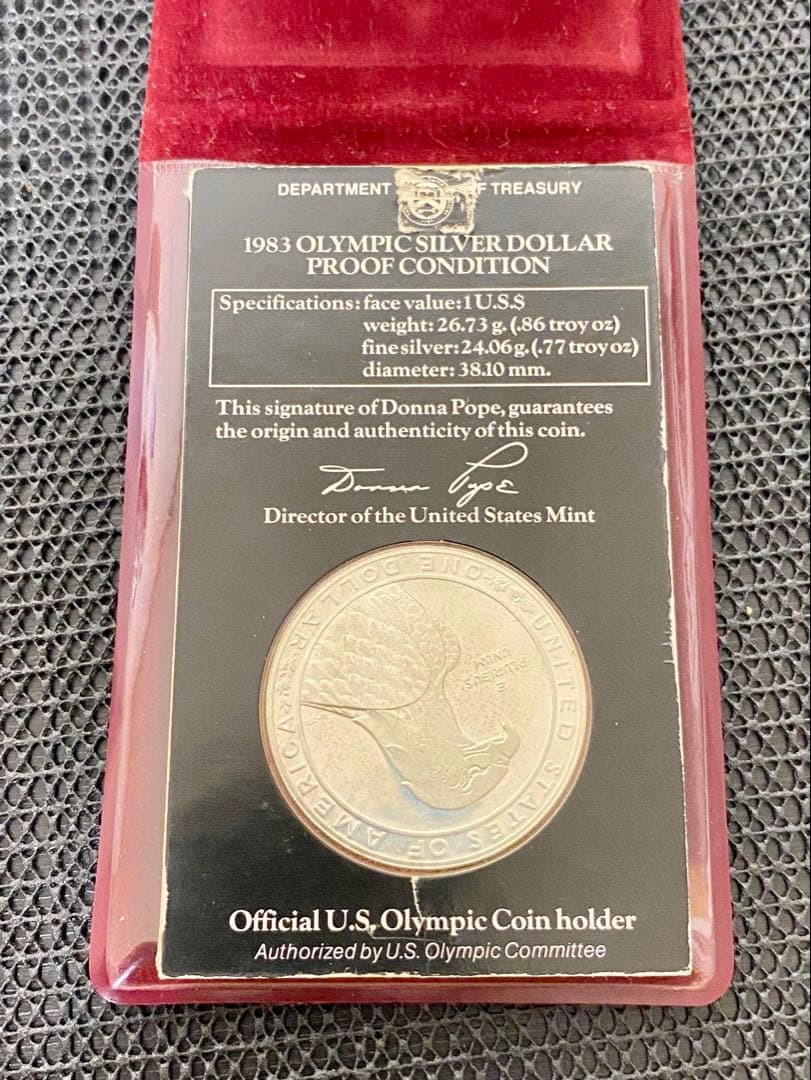 DEPARTMENT F TREASURY
1983 OLYMPIC SILVER DOLLAR
PROOF CONDITION
Specifications: face value: 1 U.S.$
weight: 26.73 g. (.86 troy oz)
fine silver: 24.06 g. (.77 troy oz)
diameter: 38.10 mm.
This signature of Donna Pope, guarantees
the origin and authenticity of this coin.
Donna Pope
Director of the United States Mint
UNITED STATES OF AMERICA
ONE DOLLAR
E
PLURIBUS
UNUM
Official U.S. Olympic Coin holder
Authorized by U.S. Olympic Committee